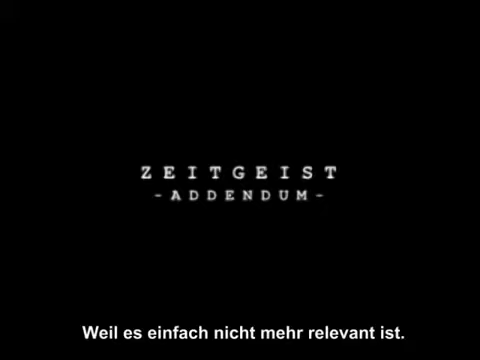 ZEITGEIST
-ADDENDUM-
Weil es einfach nicht mehr relevant ist.